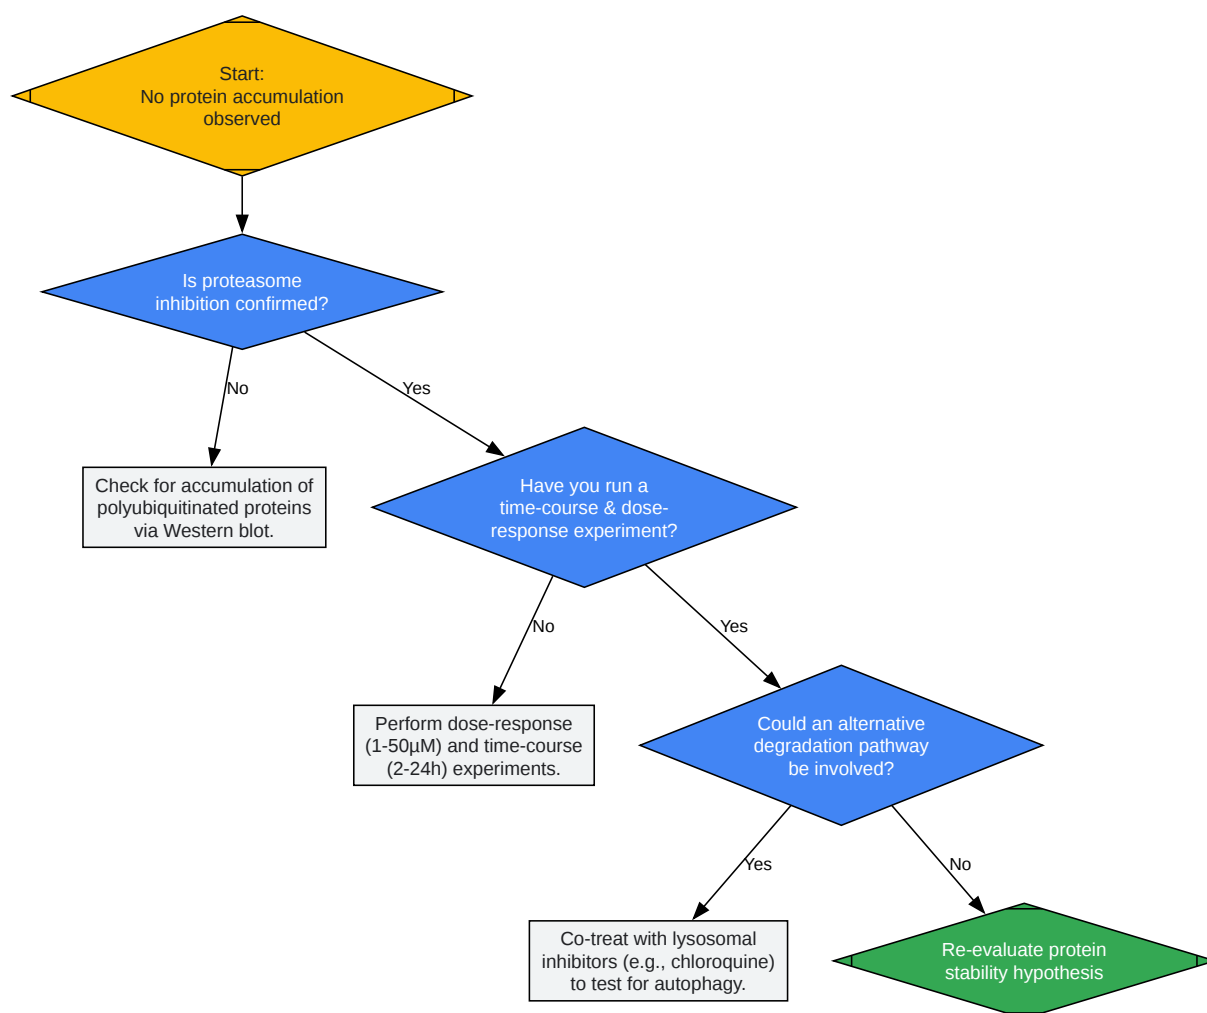 Start:
No protein accumulation
observed
Is proteasome
inhibition confirmed?
No
Yes
Check for accumulation of
polyubiquitinated proteins
via Western blot.
Have you run a
time-course & dose-
response experiment?
No
Yes
Perform dose-response
(1-50µM) and time-course
(2-24h) experiments.
Could an alternative
degradation pathway
be involved?
Yes
No
Co-treat with lysosomal
inhibitors (e.g., chloroquine)
to test for autophagy.
Re-evaluate protein
stability hypothesis